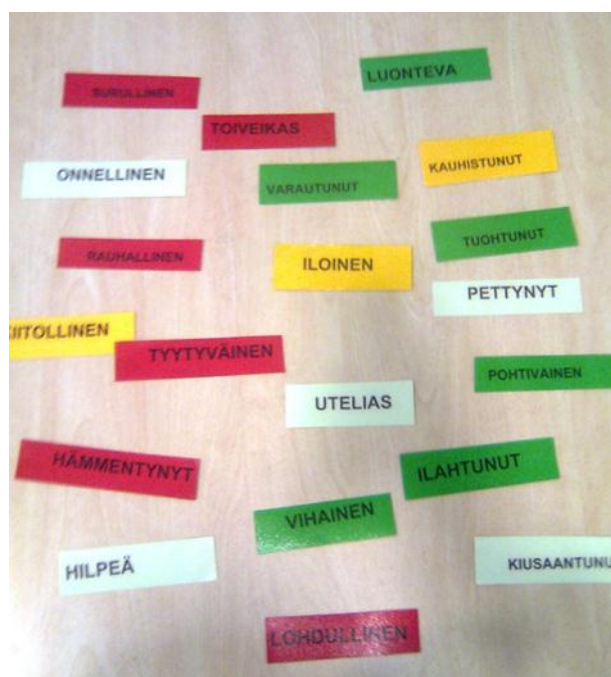 LUONTEVA
SURULLINEN
TOIVEIKAS
KAUHISTUNUT
ONNELLINEN
VARAUTUNUT
TUOHTUNUT
RAUHALLINEN
ILOINEN
PETTYNYT
IITOLLINEN
TYYTYVÄINEN
POHTIVAINEN
UTELIAS
HÄMMENTYNYT
ILAHTUNUT
VIHAINEN
HILPEÄ
KIUSAANTUNU
LOHDULLINEN